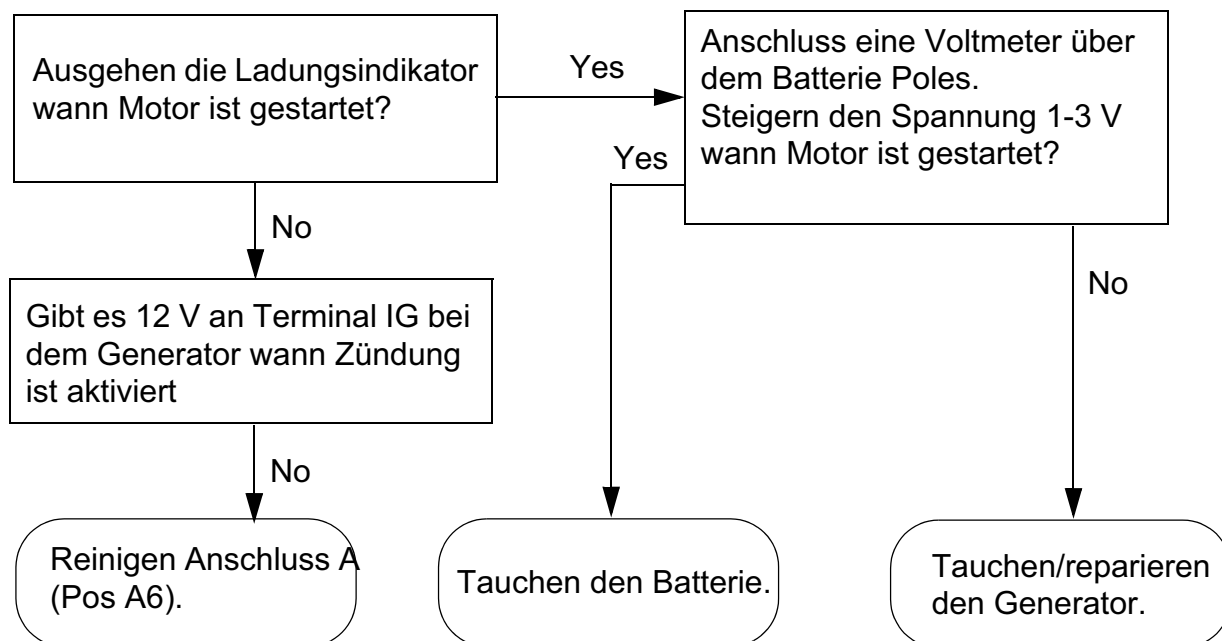 Ausgehen die Ladungsindikator
wann Motor ist gestartet?
Yes
Anschluss eine Voltmeter über
dem Batterie Poles.
Steigern den Spannung 1-3 V
wann Motor ist gestartet?
Yes
No
No
Gibt es 12 V an Terminal IG bei
dem Generator wann Zündung
ist aktiviert
No
Reinigen Anschluss A
(Pos A6).
Tauchen den Batterie.
Tauchen/reparieren
den Generator.